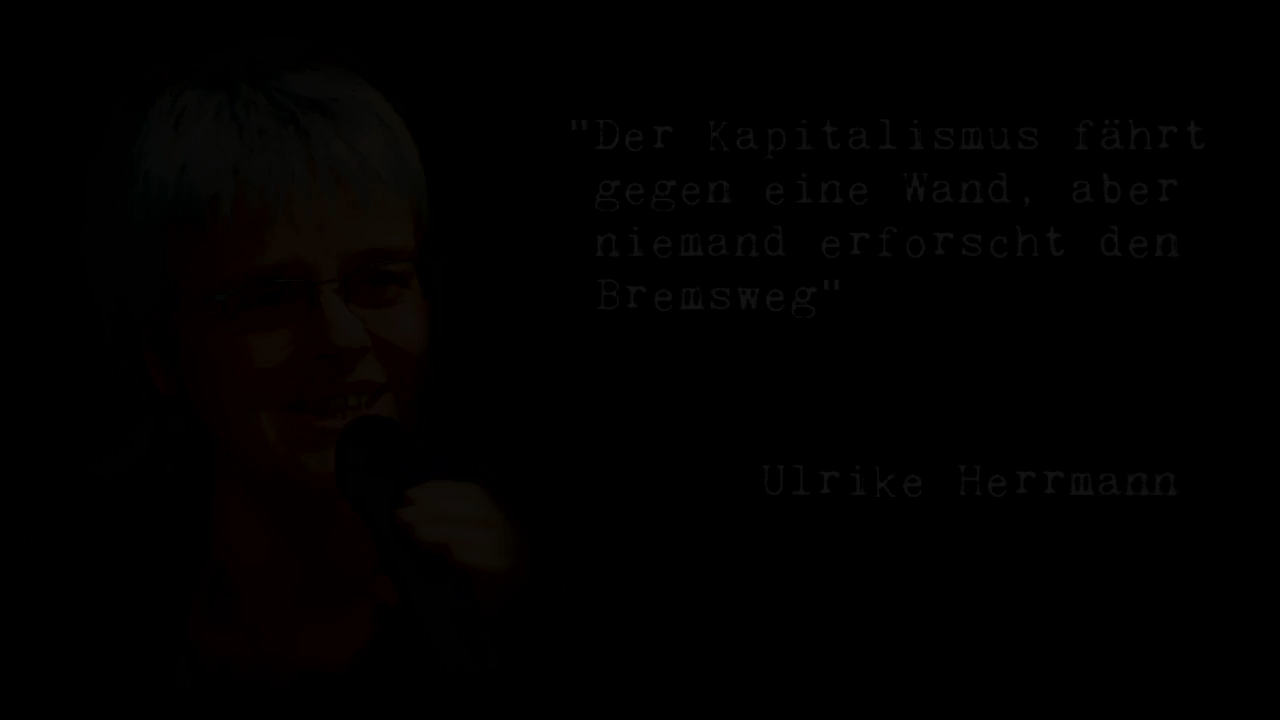 "Der Kapitalismus fährt
gegen eine Wand, aber
niemand erforscht den
Bremsweg"
Ulrike Herrmann